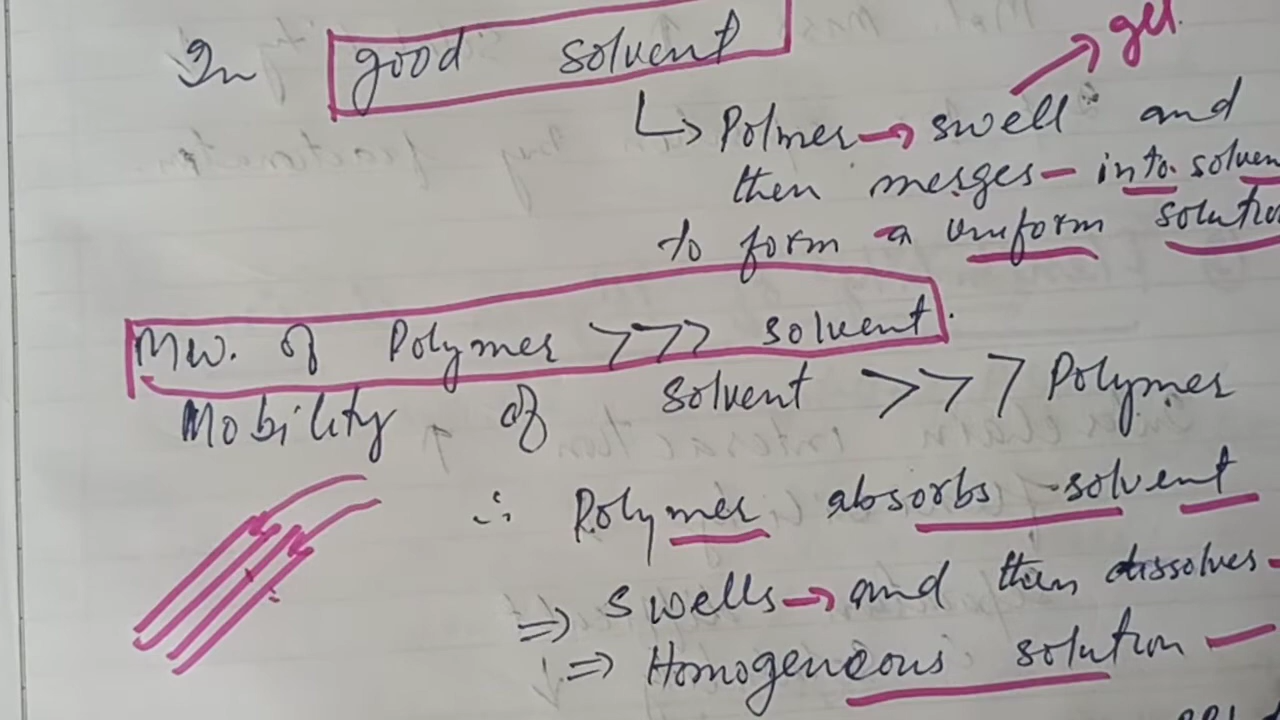 In good solvent
gel.
↳ Polmer → swell and
then merges – into solven
to form a uniform solutio
MW. of Polymer >>> solvent.
Mobility of solvent >>> Polymer
∴ Polymer absorbs solvent
⇒ swells → and then dissolves –
⇒ Homogeneous solution –